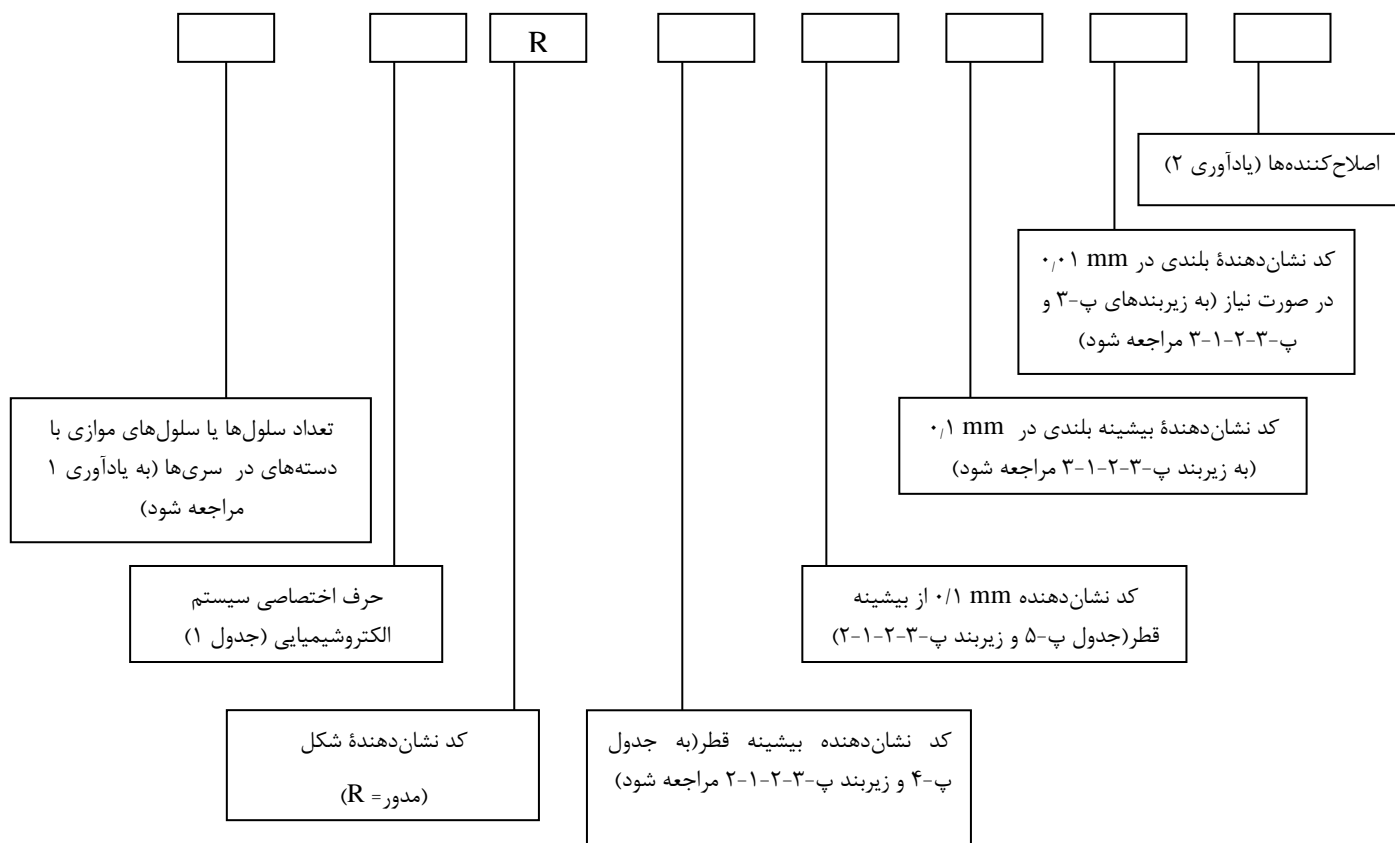 R
اصلاح‌کننده‌ها (یادآوری ۲)
کد نشان‌دهندهٔ بلندی در ۰٫۰۱ mm
در صورت نیاز (به زیربندهای پ-۳ و
پ-۳-۲-۱-۳ مراجعه شود)
کد نشان‌دهندهٔ بیشینه بلندی در ۰٫۱ mm
(به زیربند پ-۳-۲-۱-۳ مراجعه شود)
تعداد سلول‌ها یا سلول‌های موازی با
دسته‌های در سری‌ها (به یادآوری ۱
مراجعه شود)
کد نشان‌دهنده ۰/۱ mm از بیشینه
قطر(جدول پ-۵ و زیربند پ-۳-۲-۱-۲)
حرف اختصاصی سیستم
الکتروشیمیایی (جدول ۱)
کد نشان‌دهنده بیشینه قطر(به جدول
پ-۴ و زیربند پ-۳-۲-۱-۲ مراجعه شود)
کد نشان‌دهندهٔ شکل
(مدور= R)